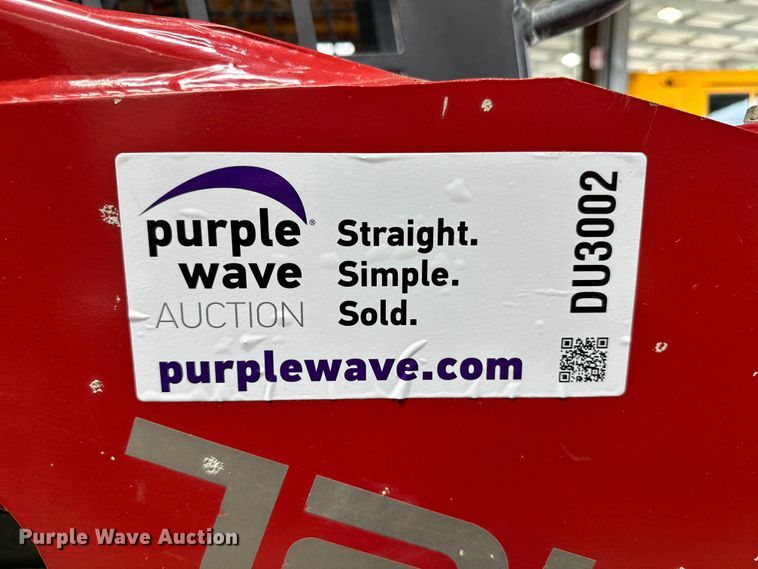 purple®
wave
AUCTION
Straight.
Simple.
Sold.
purplewave.com
DU3002
Purple Wave Auction